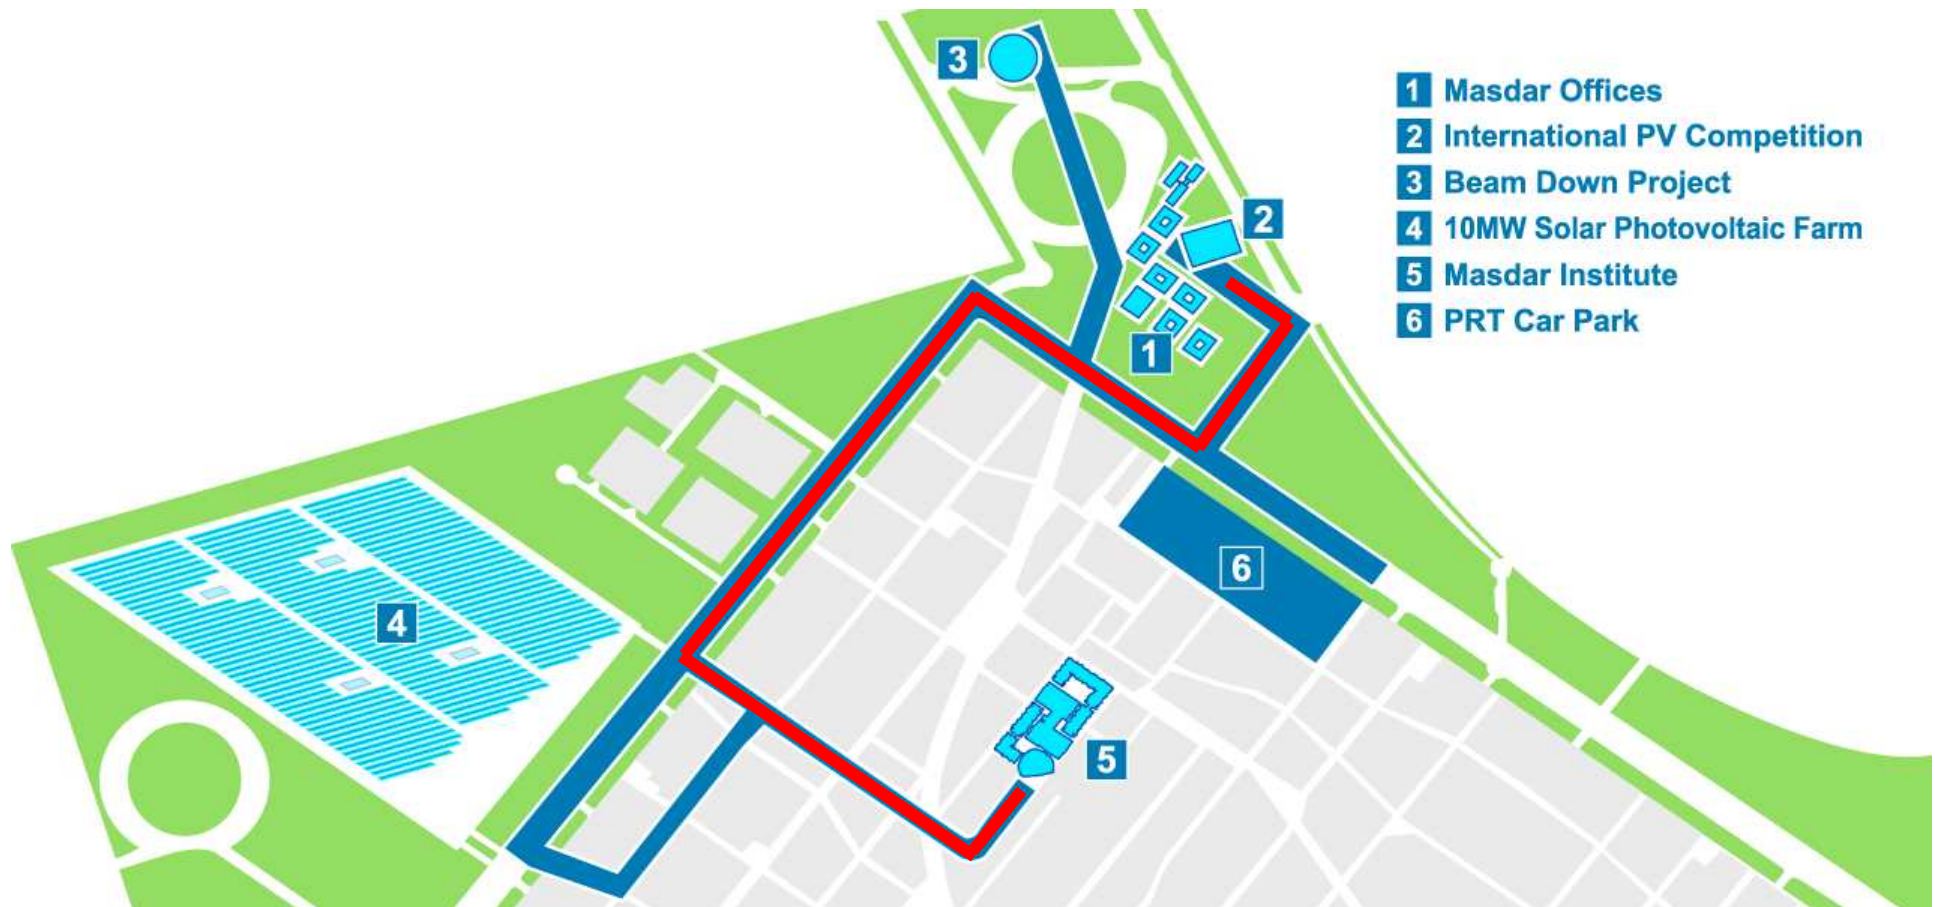 3
2
1
4
6
5
1 Masdar Offices
2 International PV Competition
3 Beam Down Project
4 10MW Solar Photovoltaic Farm
5 Masdar Institute
6 PRT Car Park